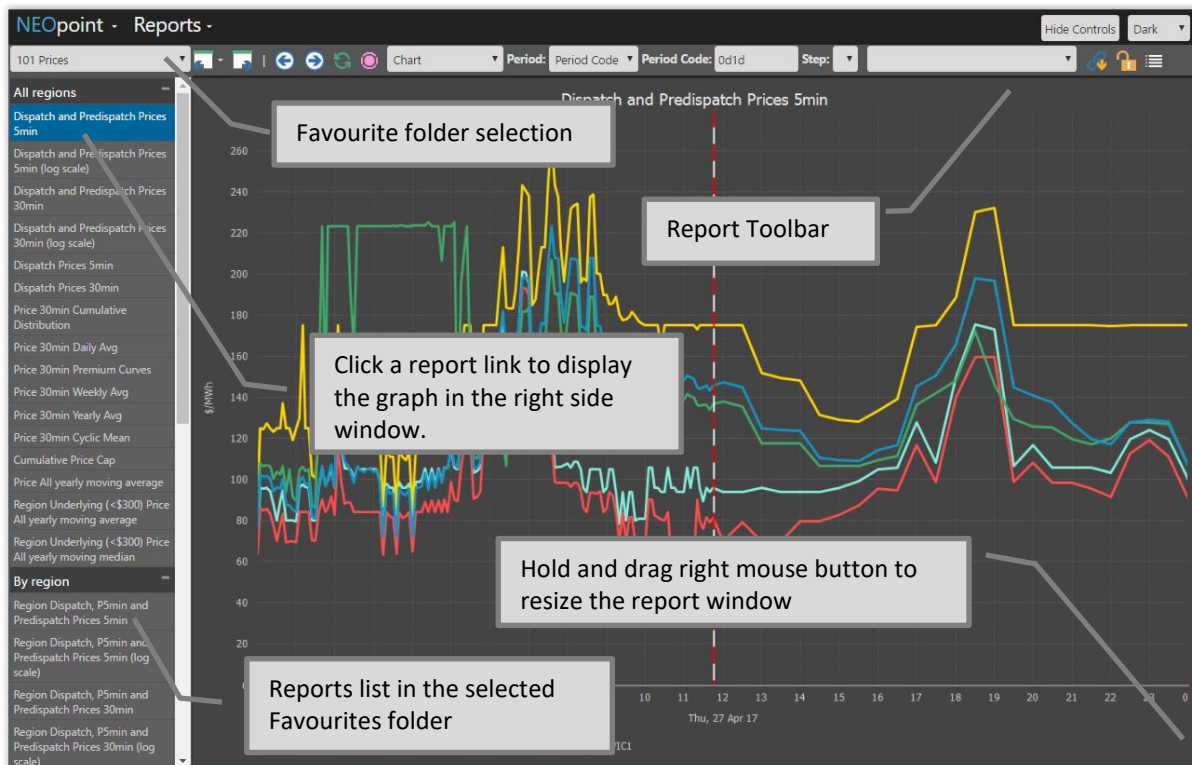 NEOpoint Reports
Hide Controls Dark
101 Prices Chart Period: Period Code Period Code: 0d1d Step:
All regions
Dispatch and Predispatch Prices
5min
Dispatch and Predispatch Prices
5min (log scale)
Dispatch and Predispatch Prices
30min
Dispatch and Predispatch Prices
30min (log scale)
Dispatch Prices 5min
Dispatch Prices 30min
Price 30min Cumulative
Distribution
Price 30min Daily Avg
Price 30min Premium Curves
Price 30min Weekly Avg
Price 30min Yearly Avg
Price 30min Cyclic Mean
Cumulative Price Cap
Price All yearly moving average
Region Underlying (<$300) Price
All yearly moving average
Region Underlying (<$300) Price
All yearly moving median
By region
Region Dispatch, P5min and
Predispatch Prices 5min
Region Dispatch, P5min and
Predispatch Prices 5min (log
scale)
Region Dispatch, P5min and
Predispatch Prices 30min
Region Dispatch, P5min and
Predispatch Prices 30min (log
scale)
Dispatch and Predispatch Prices 5min
Favourite folder selection
Report Toolbar
Click a report link to display
the graph in the right side
window.
Hold and drag right mouse button to
resize the report window
Reports list in the selected
Favourites folder
$/MWh
260
240
220
200
180
160
140
120
100
80
60
40
20
10 11 12 13 14 15 16 17 18 19 20 21 22 23 0
Thu, 27 Apr 17
VIC1